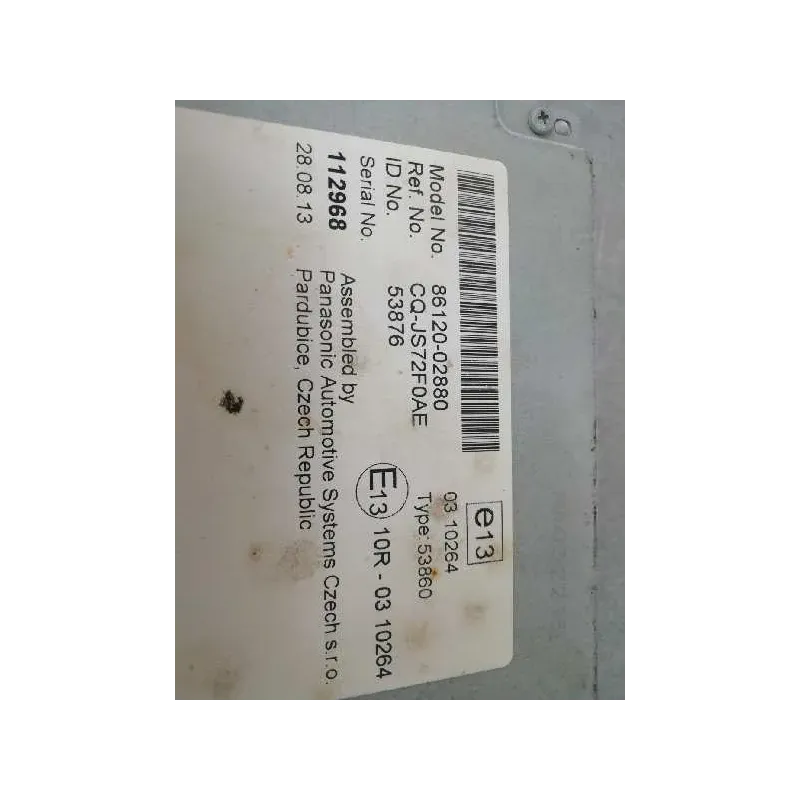 Model No. 86120-02880
Ref. No. CQ-JS72F0AE
ID No. 53876
Serial No.
112968
28.08.13
e13
03 10264
Type: 53860
E13 10R - 03 10264
Assembled by
Panasonic Automotive Systems Czech s.r.o.
Pardubice, Czech Republic